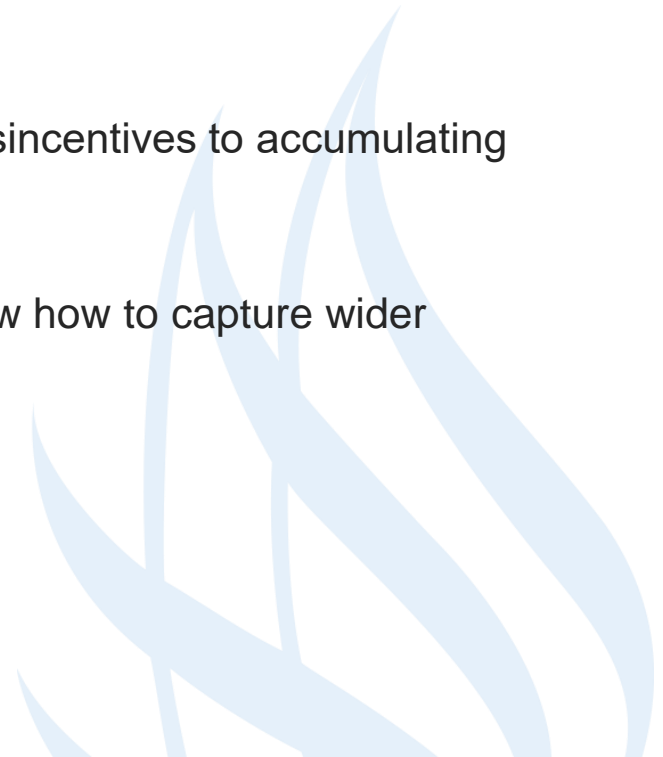 sincentives to accumulating
w how to capture wider